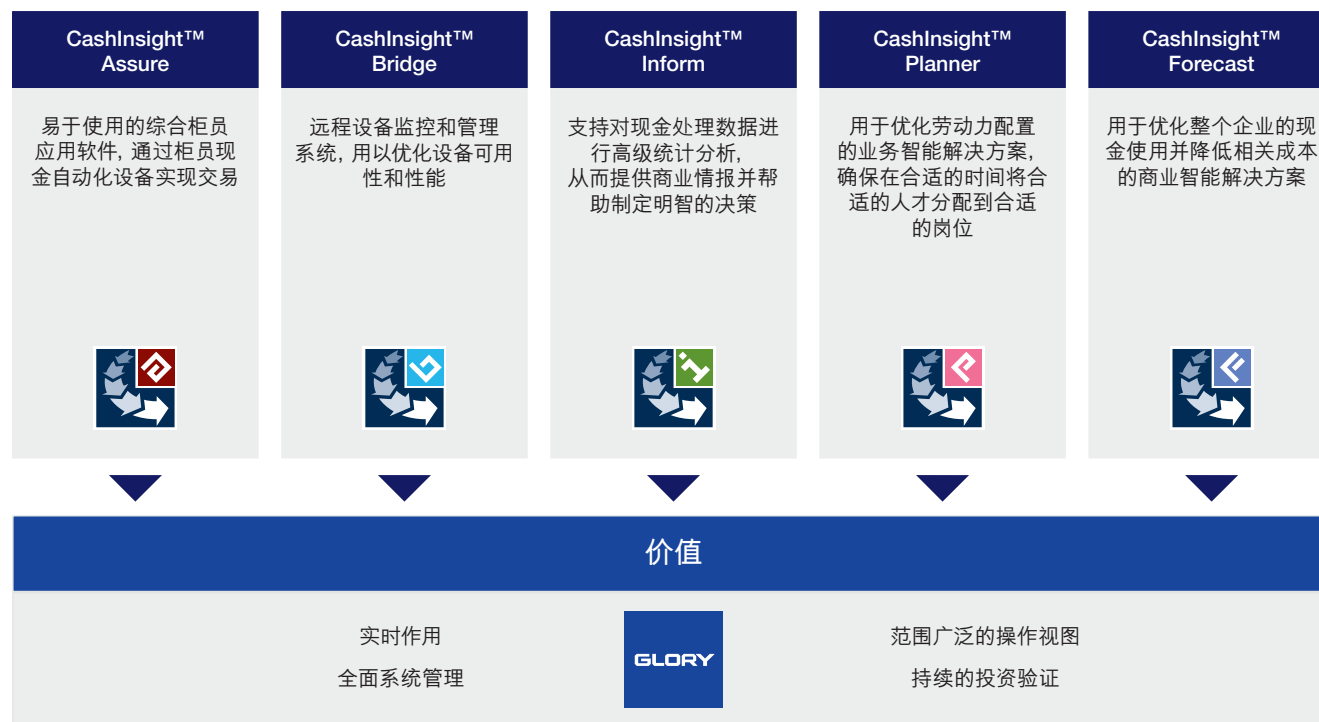 CashInsight™
Assure
易于使用的综合柜员
应用软件, 通过柜员现
金自动化设备实现交易
CashInsight™
Bridge
远程设备监控和管理
系统, 用以优化设备可用
性和性能
CashInsight™
Inform
支持对现金处理数据进
行高级统计分析,
从而提供商业情报并帮
助制定明智的决策
CashInsight™
Planner
用于优化劳动力配置
的业务智能解决方案,
确保在合适的时间将合
适的人才分配到合适
的岗位
CashInsight™
Forecast
用于优化整个企业的现
金使用并降低相关成本
的商业智能解决方案
价值
实时作用
全面系统管理
GLORY
范围广泛的操作视图
持续的投资验证